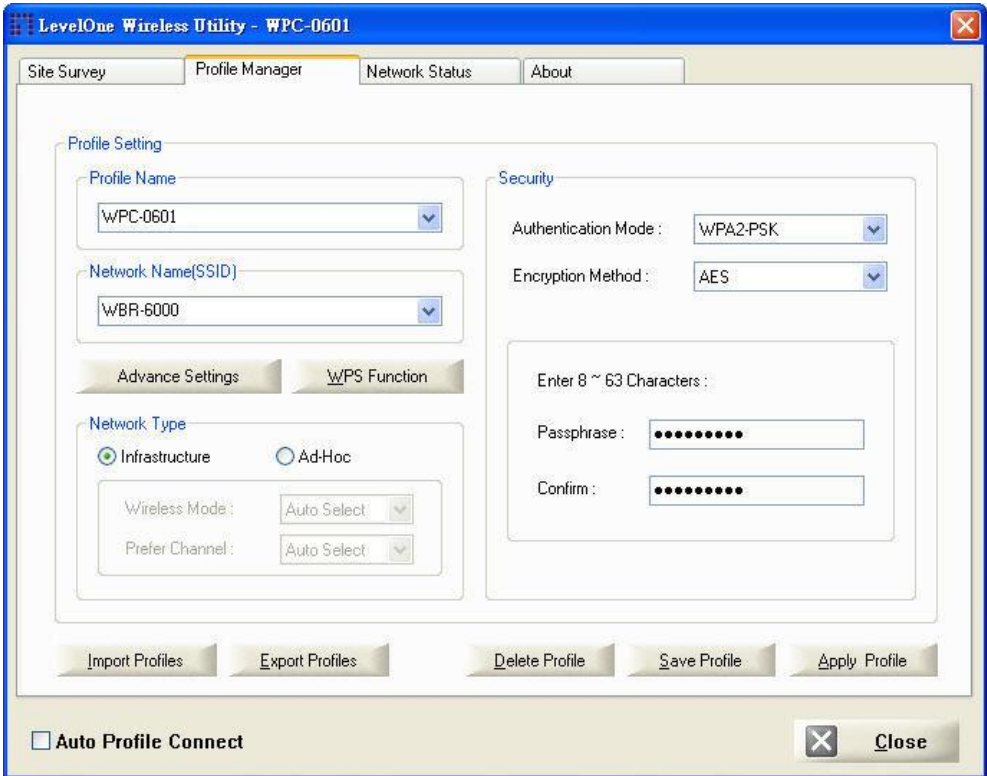 LevelOne Wireless Utility - WPC-0601
Site Survey
Profile Manager
Network Status
About
Profile Setting
Profile Name
WPC-0601
Network Name(SSID)
WBR-6000
Advance Settings
WPS Function
Network Type
Infrastructure
Ad-Hoc
Wireless Mode :
Auto Select
Prefer Channel :
Auto Select
Security
Authentication Mode :
WPA2-PSK
Encryption Method :
AES
Enter 8 ~ 63 Characters :
Passphrase :
●●●●●●●●●
Confirm :
●●●●●●●●●
Import Profiles
Export Profiles
Delete Profile
Save Profile
Apply Profile
Auto Profile Connect
Close